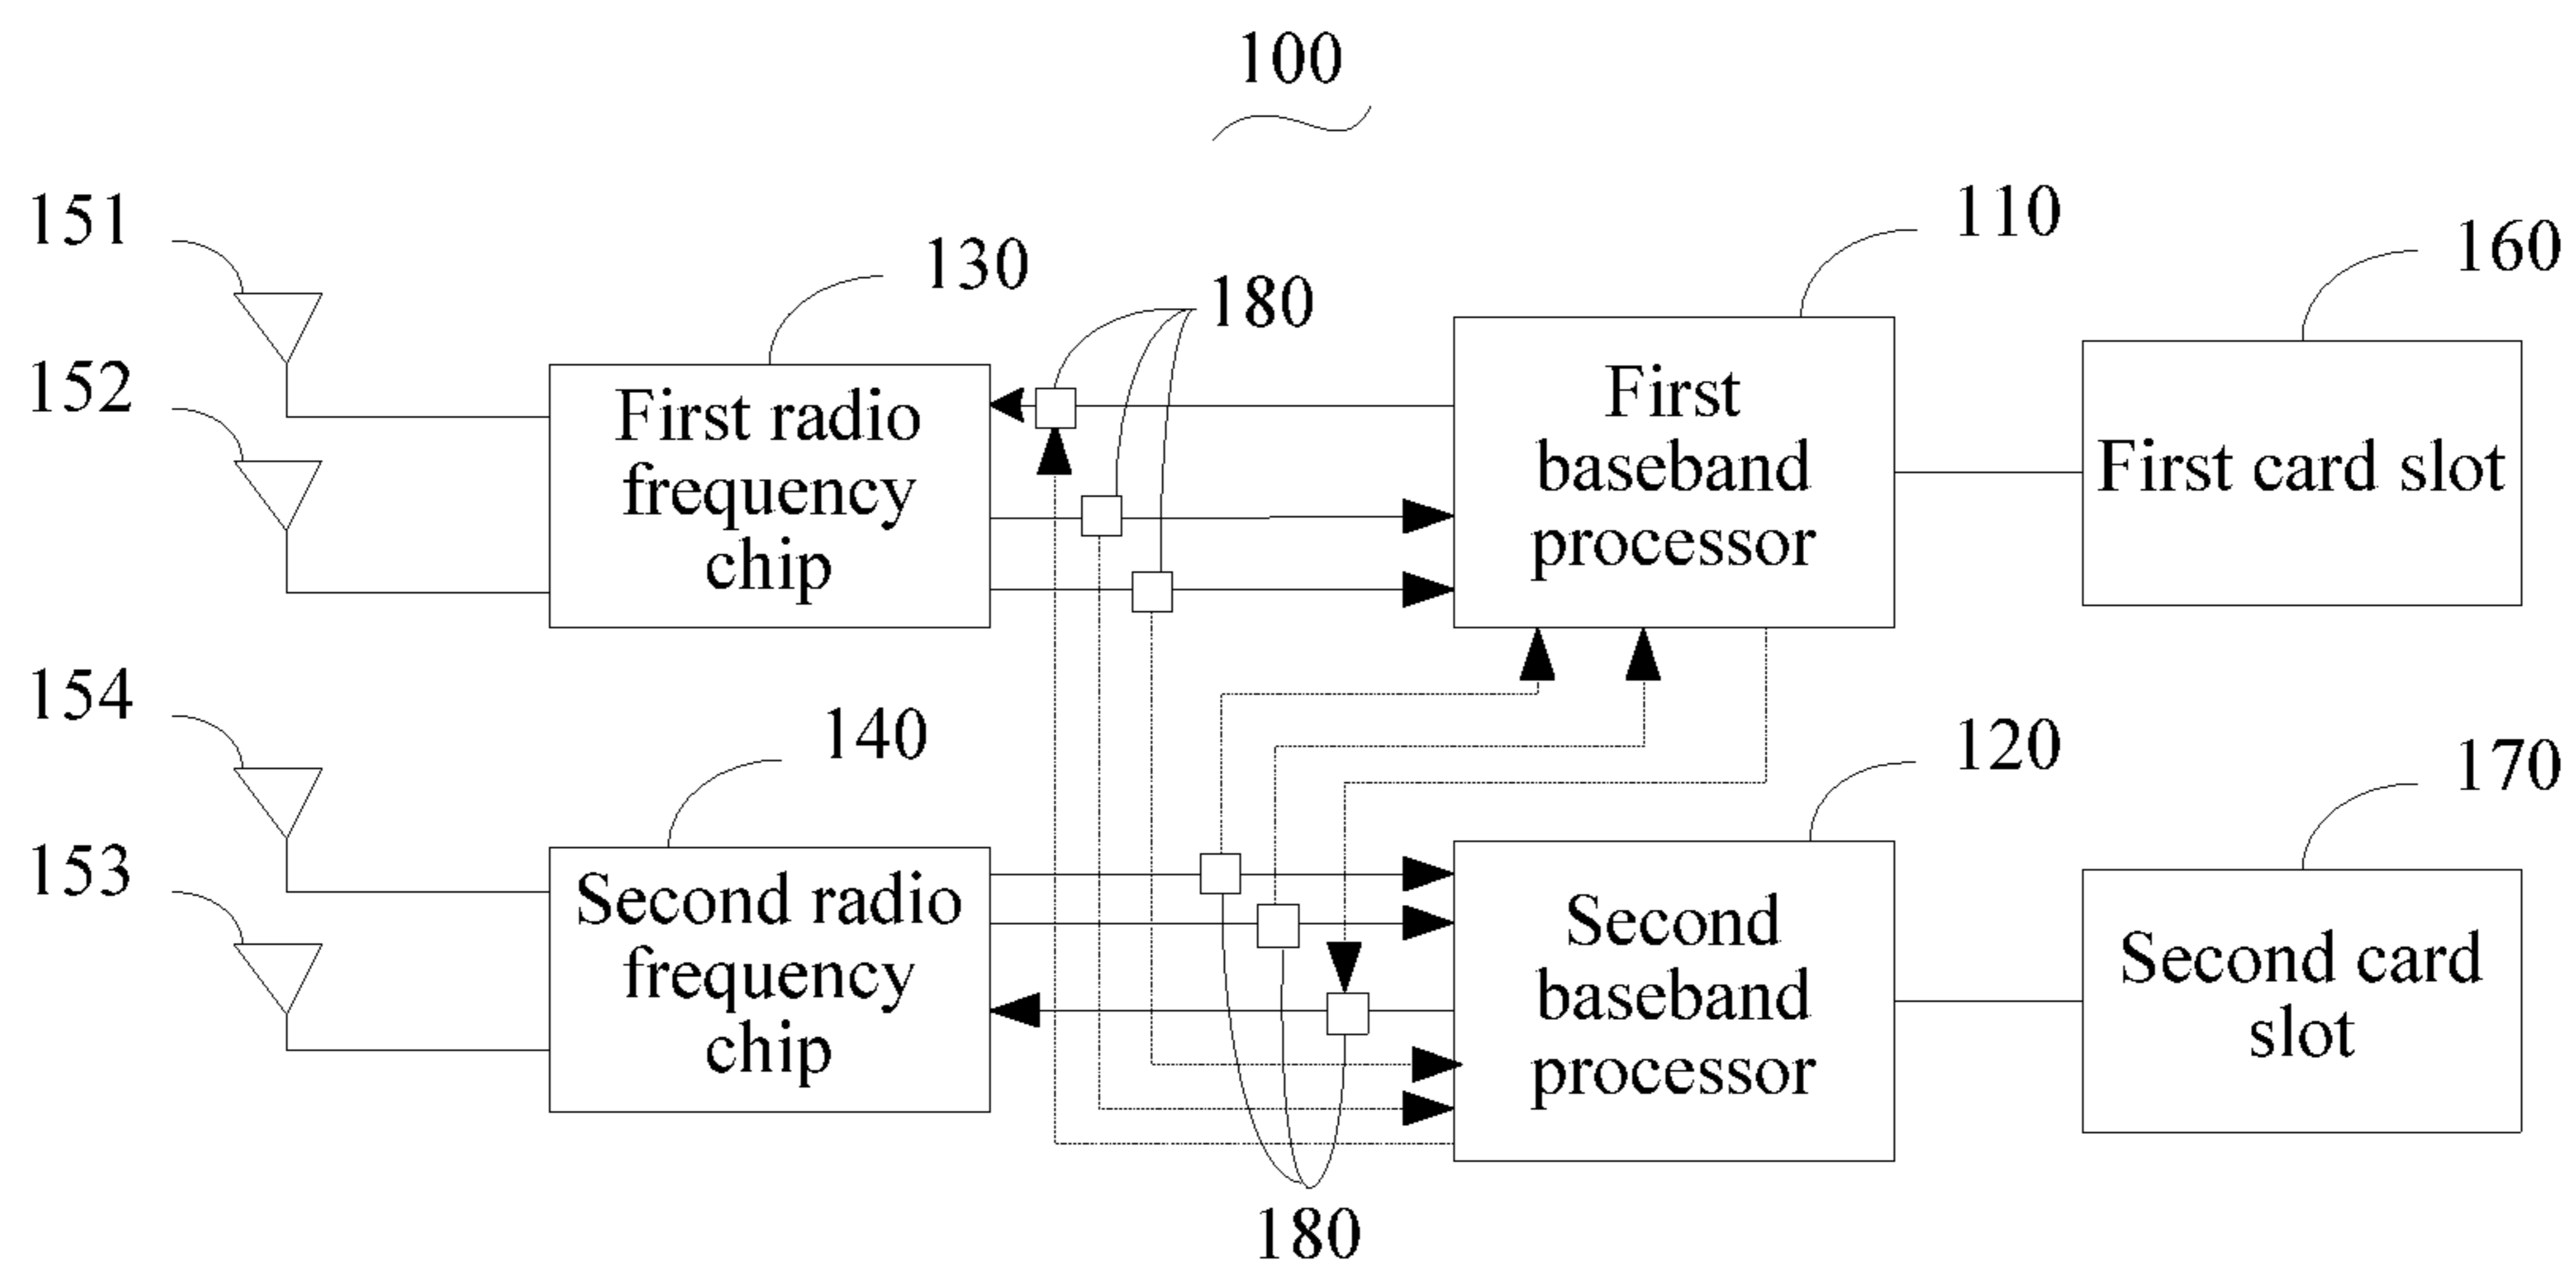 100
151
152
154
153
130
180
110
160
First radio
frequency
chip
First
baseband
processor
First card slot
140
120
170
Second radio
frequency
chip
Second
baseband
processor
Second card
slot
180